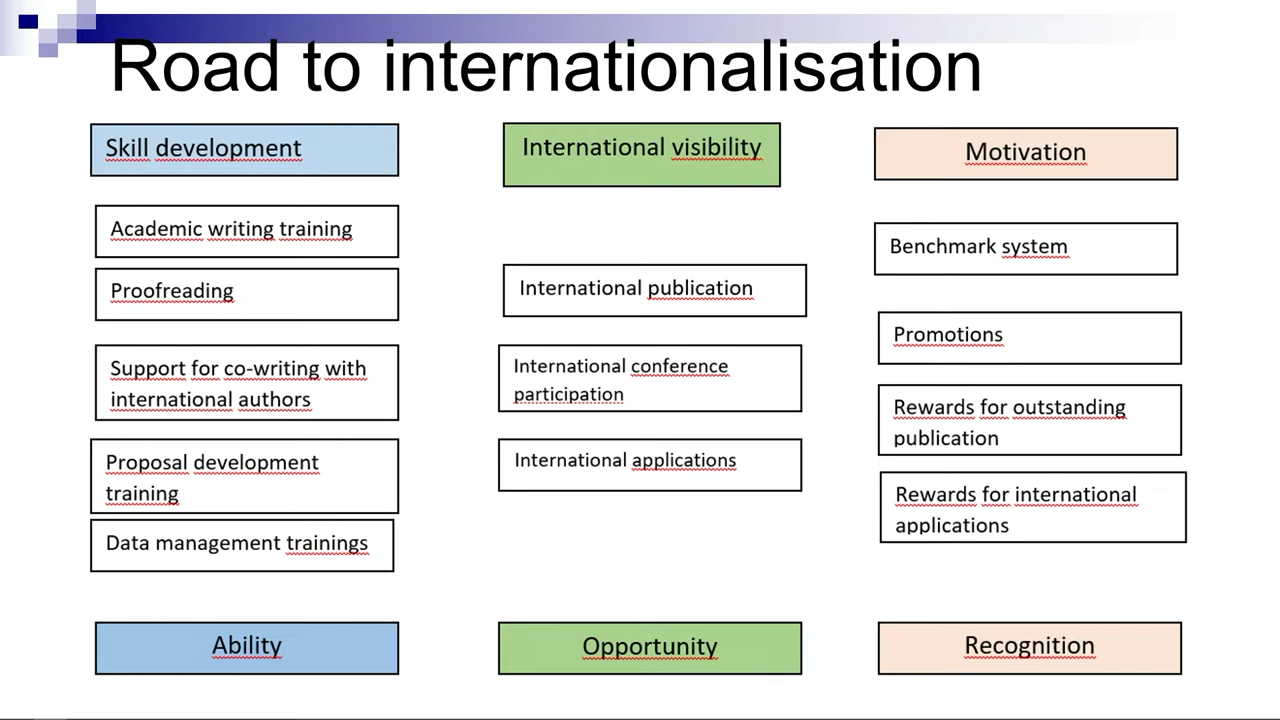 Road to internationalisation
Skill development
Academic writing training
Proofreading
Support for co-writing with
international authors
Proposal development
training
Data management trainings
Ability
International visibility
International publication
International conference
participation
International applications
Opportunity
Motivation
Benchmark system
Promotions
Rewards for outstanding
publication
Rewards for international
applications
Recognition